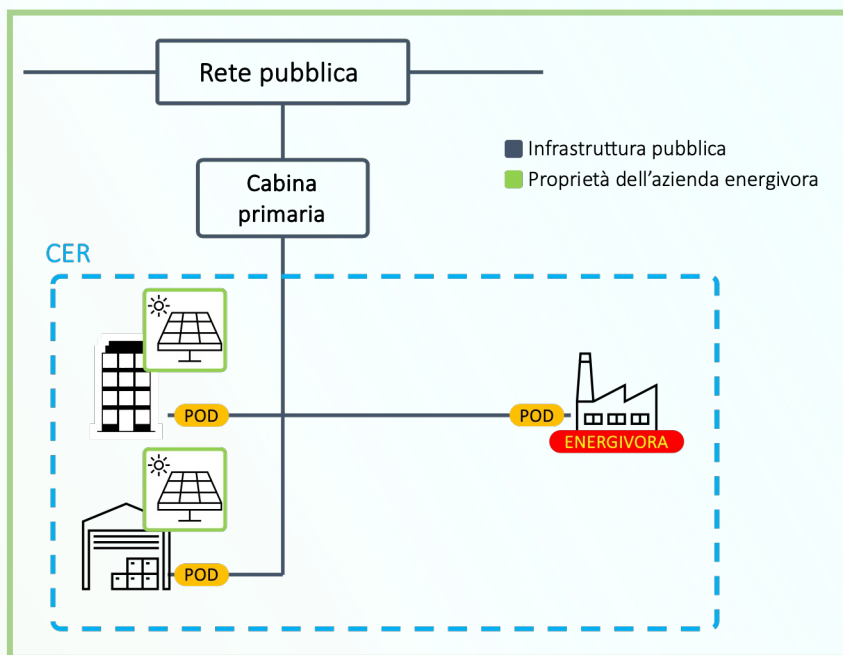 Rete pubblica
Infrastruttura pubblica
Proprietà dell'azienda energivora
Cabina
primaria
CER
POD
POD
ENERGIVORA
POD